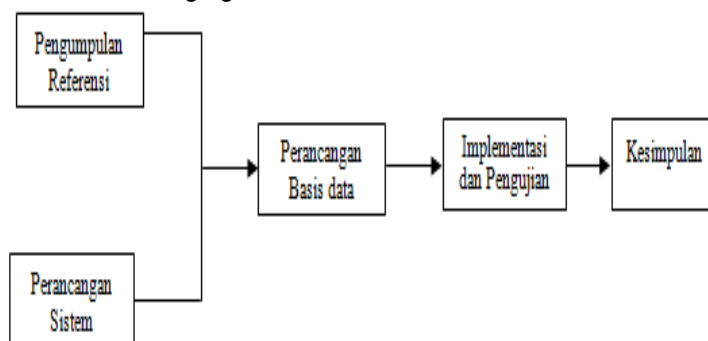 Pengumpulan
Referensi
Perancangan
Sistem
Perancangan
Basis data
Implementasi
dan Pengujian
Kesimpulan